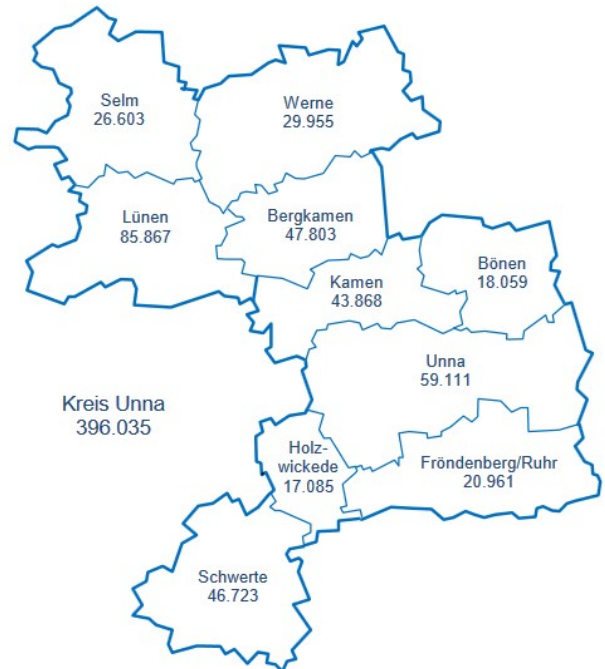 Selm
26.603
Werne
29.955
Lünen
85.867
Bergkamen
47.803
Kamen
43.868
Bönen
18.059
Unna
59.111
Kreis Unna
396.035
Holz-
wickede
17.085
Fröndenberg/Ruhr
20.961
Schwerte
46.723